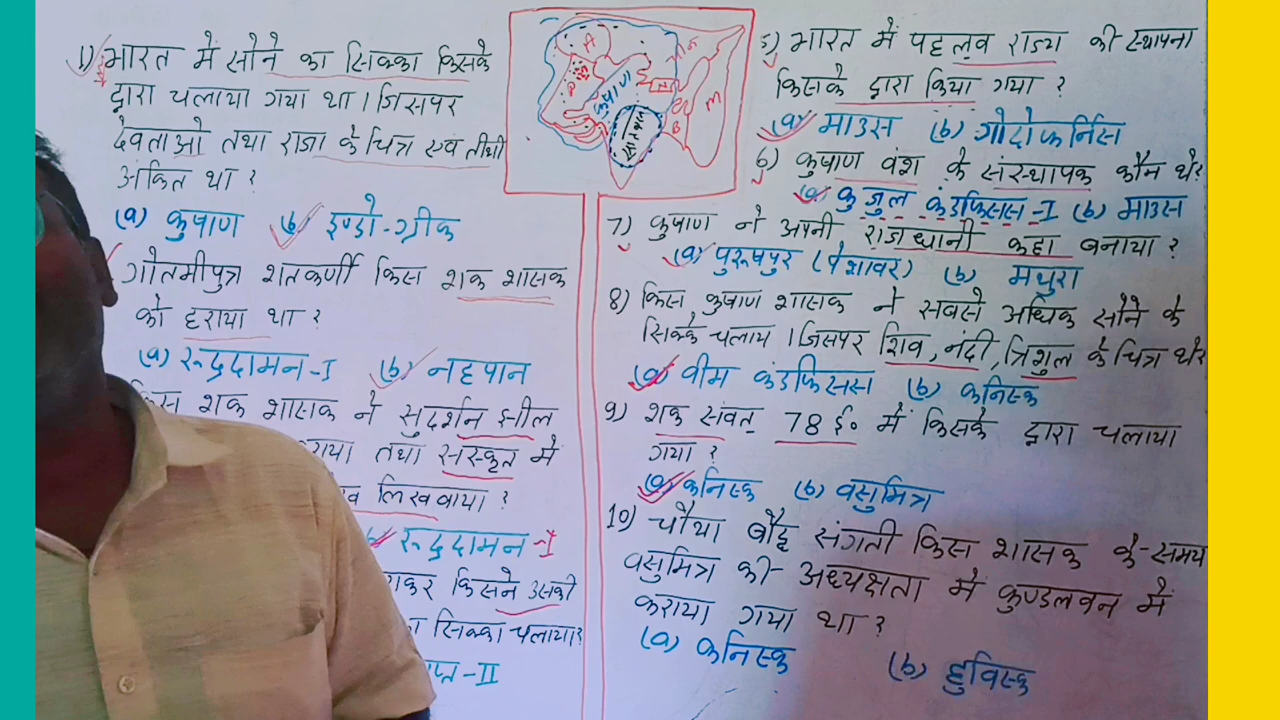 1) भारत में सोने का सिक्का किसके
द्वारा चलाया गया था। जिसपर
देवताओ तथा राजा के चित्र एवं तीथी
अंकित था ?
(a) कुषाण (b) इण्डो-ग्रीक
गौतमीपुत्र शतकर्णी किस शक शासक
को हराया था ?
(a) रूद्रदामन-I (b) नहपान
किस शक शासक ने सुदर्शन झील
गया तथा संस्कृत में
लिखवाया ?
रूद्रदामन-I
किसने उसकी
सिक्का चलाया?
प्त-II
A
कुषाण
M
B
5) भारत में पहलव राज्य की स्थापना
किसके द्वारा किया गया ?
(a) माउस (b) गोदोफर्निस
6) कुषाण वंश के संस्थापक कौन थे?
(a) कुजुल कंडफिसस-I (b) माउस
7) कुषाण ने अपनी राजधानी कहा बनाया ?
(a) पुरूषपुर (पेशावर) (b) मथुरा
8) किस कुषाण शासक ने सबसे अधिक सोने के
सिक्के चलाय। जिसपर शिव, नंदी, त्रिशुल के चित्र थे?
(a) वीम कंडफिसस (b) कनिस्क
9) शक संवत् 78 ई० में किसके द्वारा चलाया
गया ?
(a) कनिस्क (b) वसुमित्र
10) चौथा बौद्ध संगती किस शासक के समय
वसुमित्र की अध्यक्षता में कुण्डलवन में
कराया गया था ?
(a) कनिस्क (b) हुविस्क